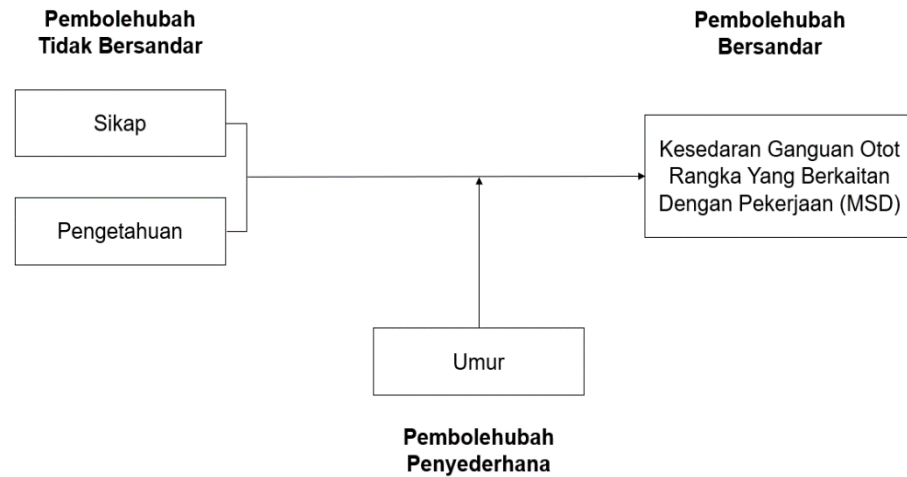 Pembolehubah
Tidak Bersandar
Pembolehubah
Bersandar
Sikap
Pengetahuan
Kesedaran Ganguan Otot
Rangka Yang Berkaitan
Dengan Pekerjaan (MSD)
Umur
Pembolehubah
Penyederhana